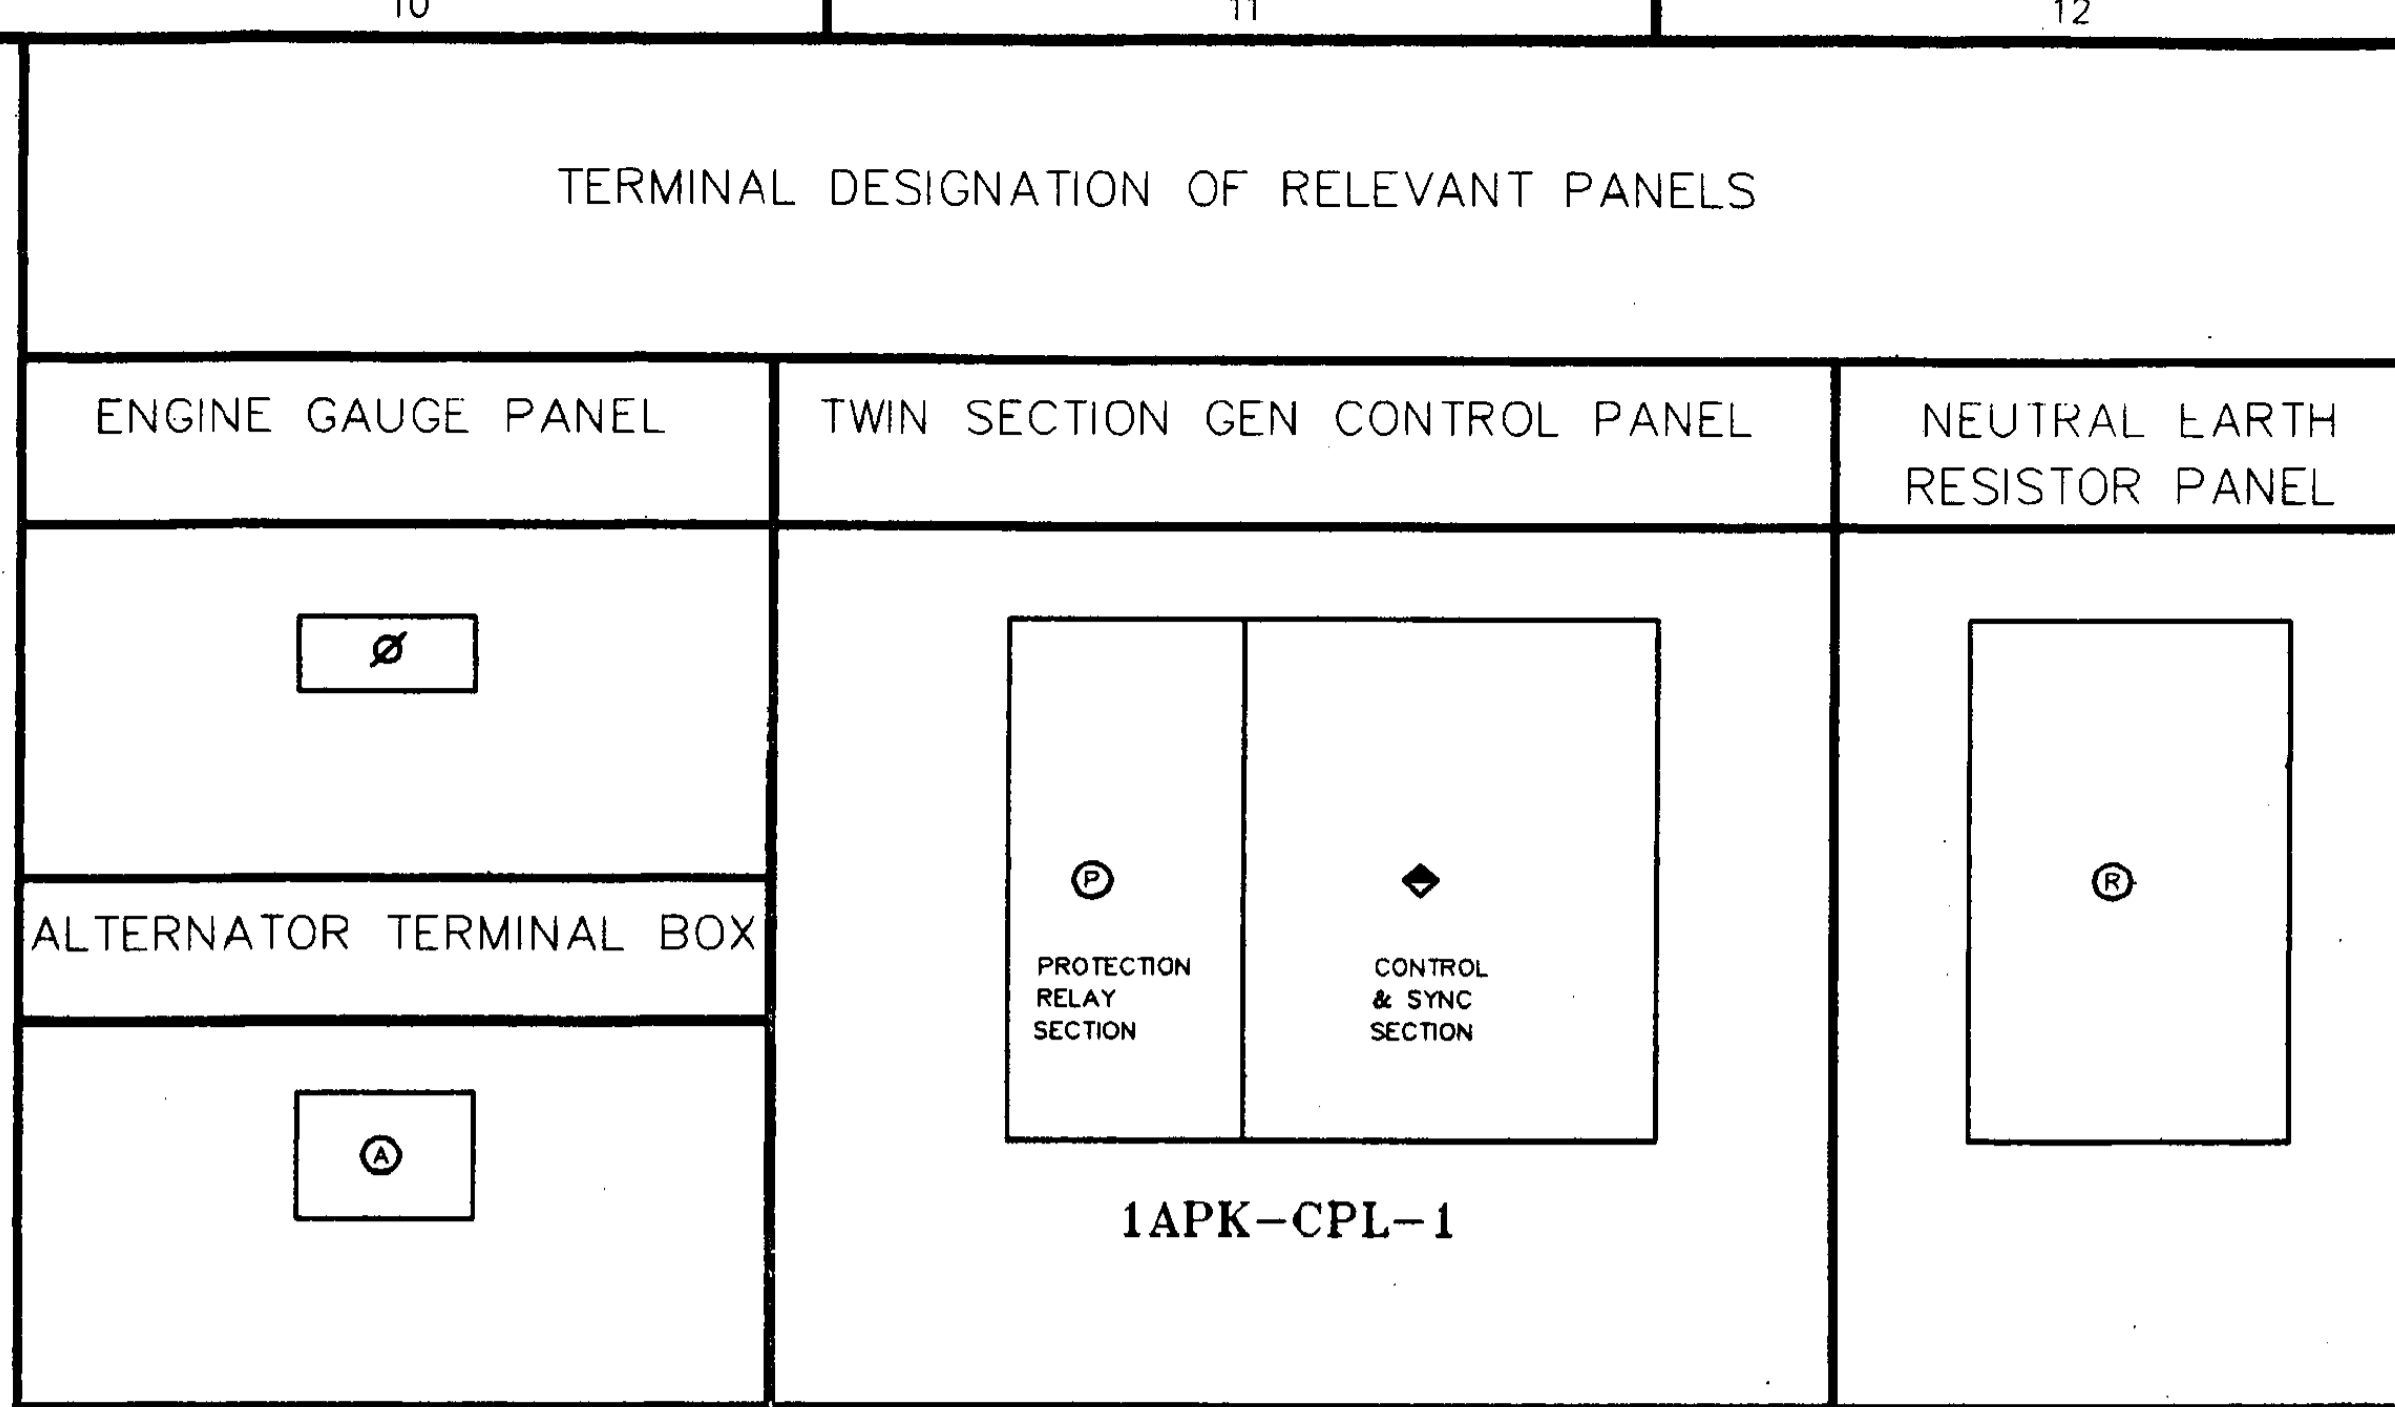 10 11 12
TERMINAL DESIGNATION OF RELEVANT PANELS
ENGINE GAUGE PANEL
TWIN SECTION GEN CONTROL PANEL
NEUTRAL EARTH
RESISTOR PANEL
Ø
ALTERNATOR TERMINAL BOX
A
P
PROTECTION
RELAY
SECTION
CONTROL
& SYNC
SECTION
1APK-CPL-1
R